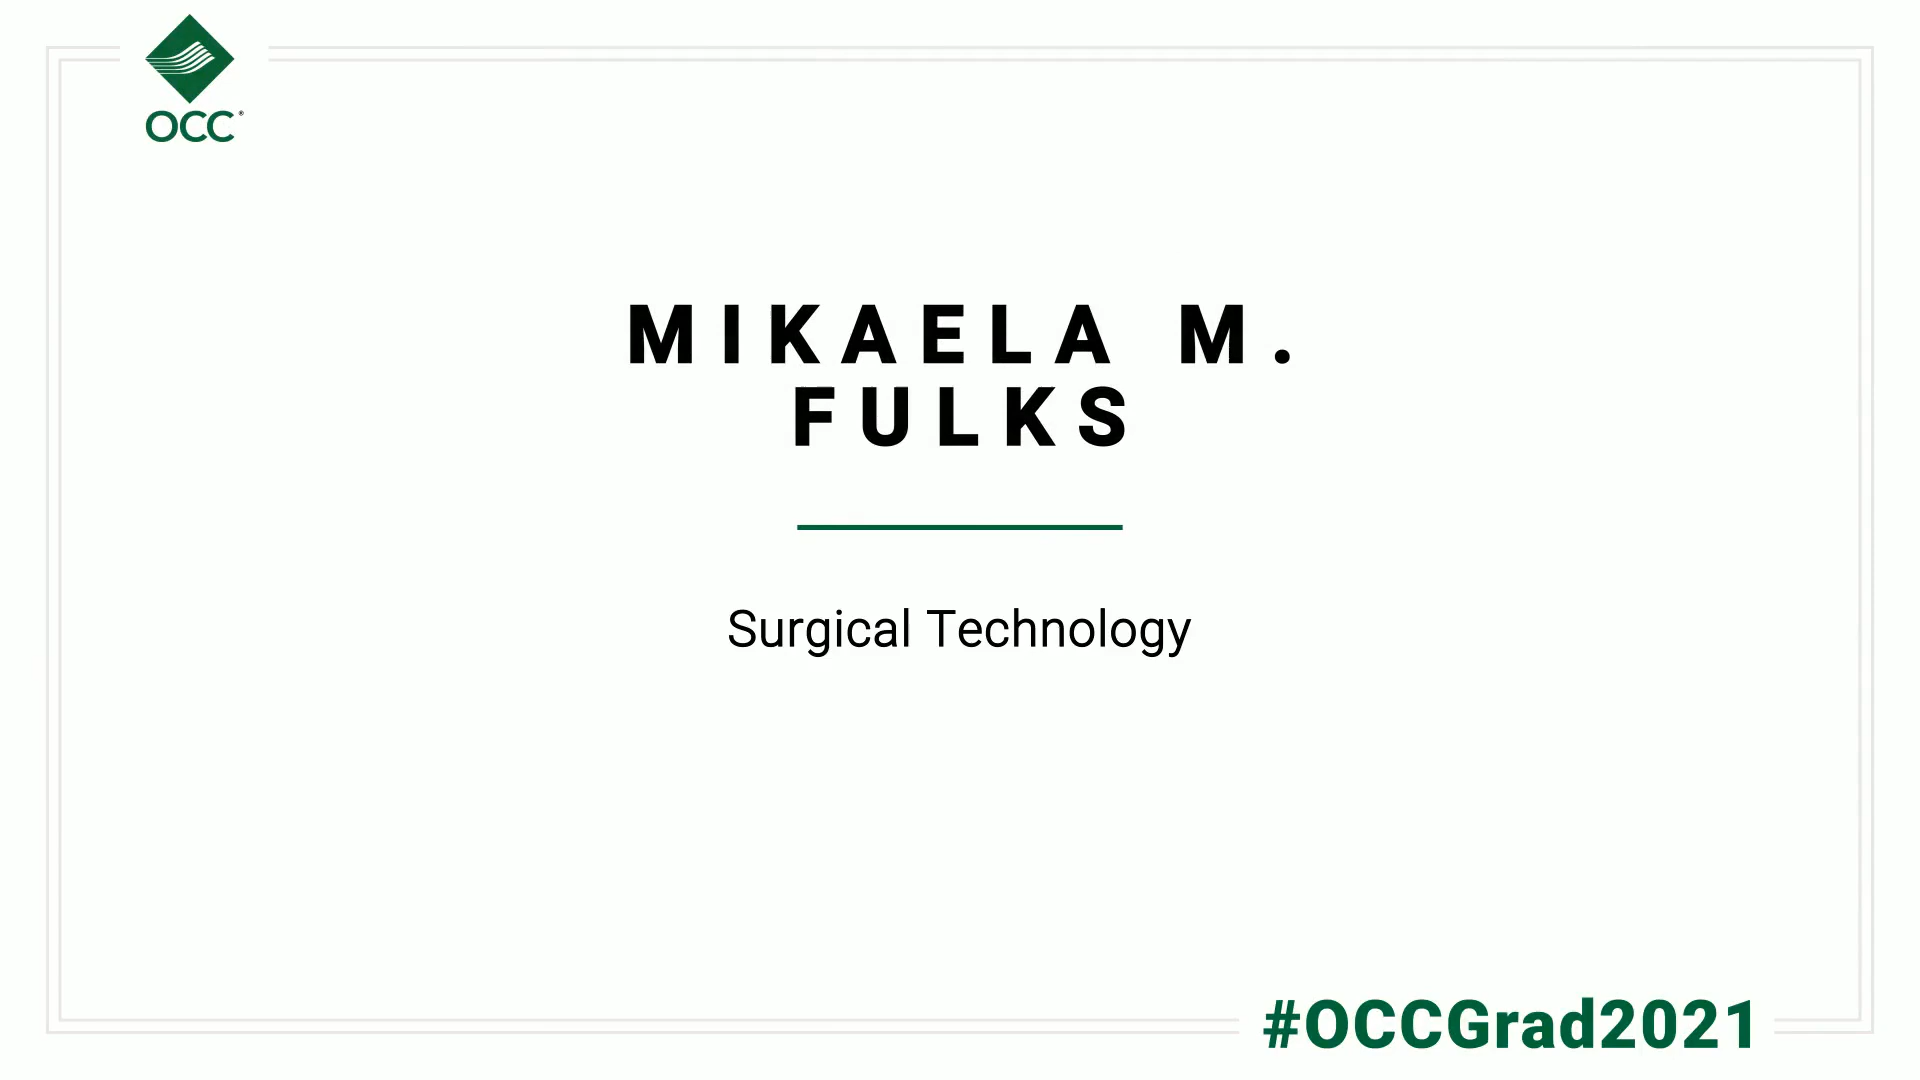 OCC®
MIKAELA M.
FULKS
Surgical Technology
#OCCGrad2021